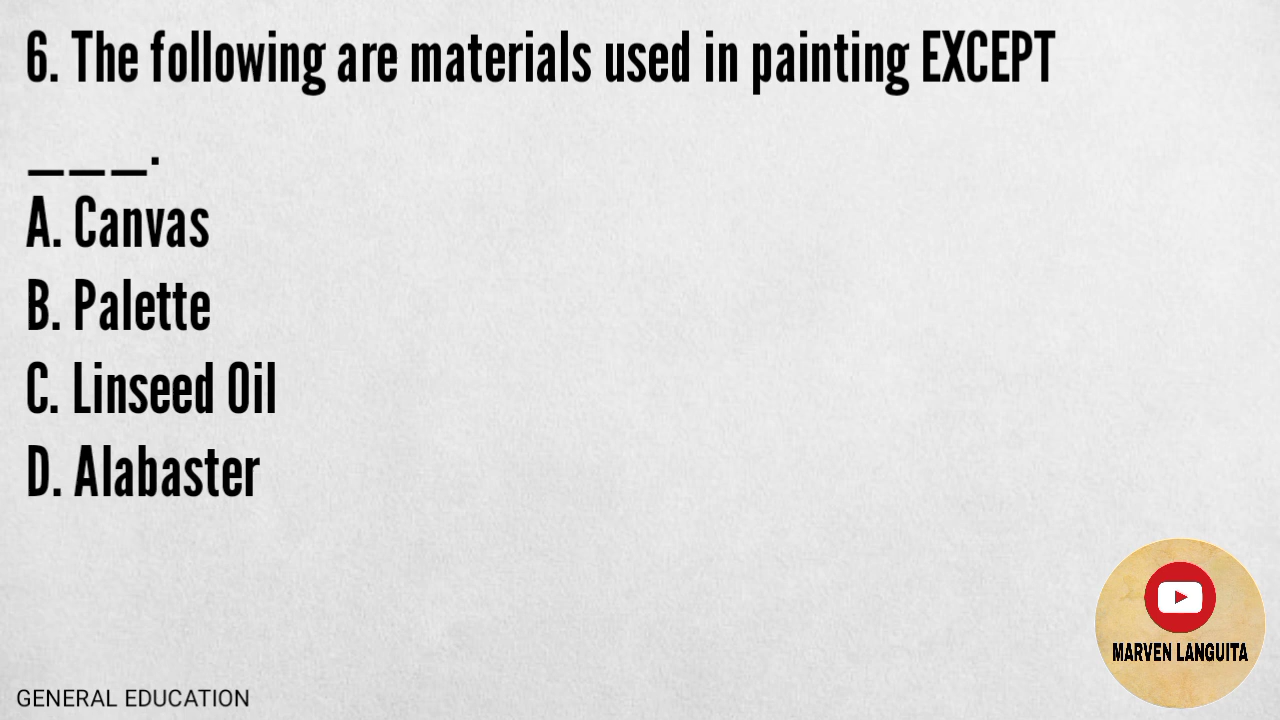 6. The following are materials used in painting EXCEPT
___.
A. Canvas
B. Palette
C. Linseed Oil
D. Alabaster
MARVEN LANGUITA
GENERAL EDUCATION